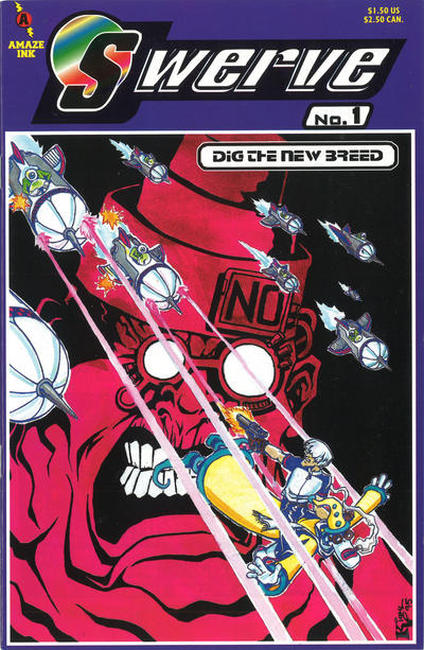 $1.50 US
$2.50 CAN.
A
AMAZE
INK
Swerve
No. 1
DIG THE NEW BREED
NO